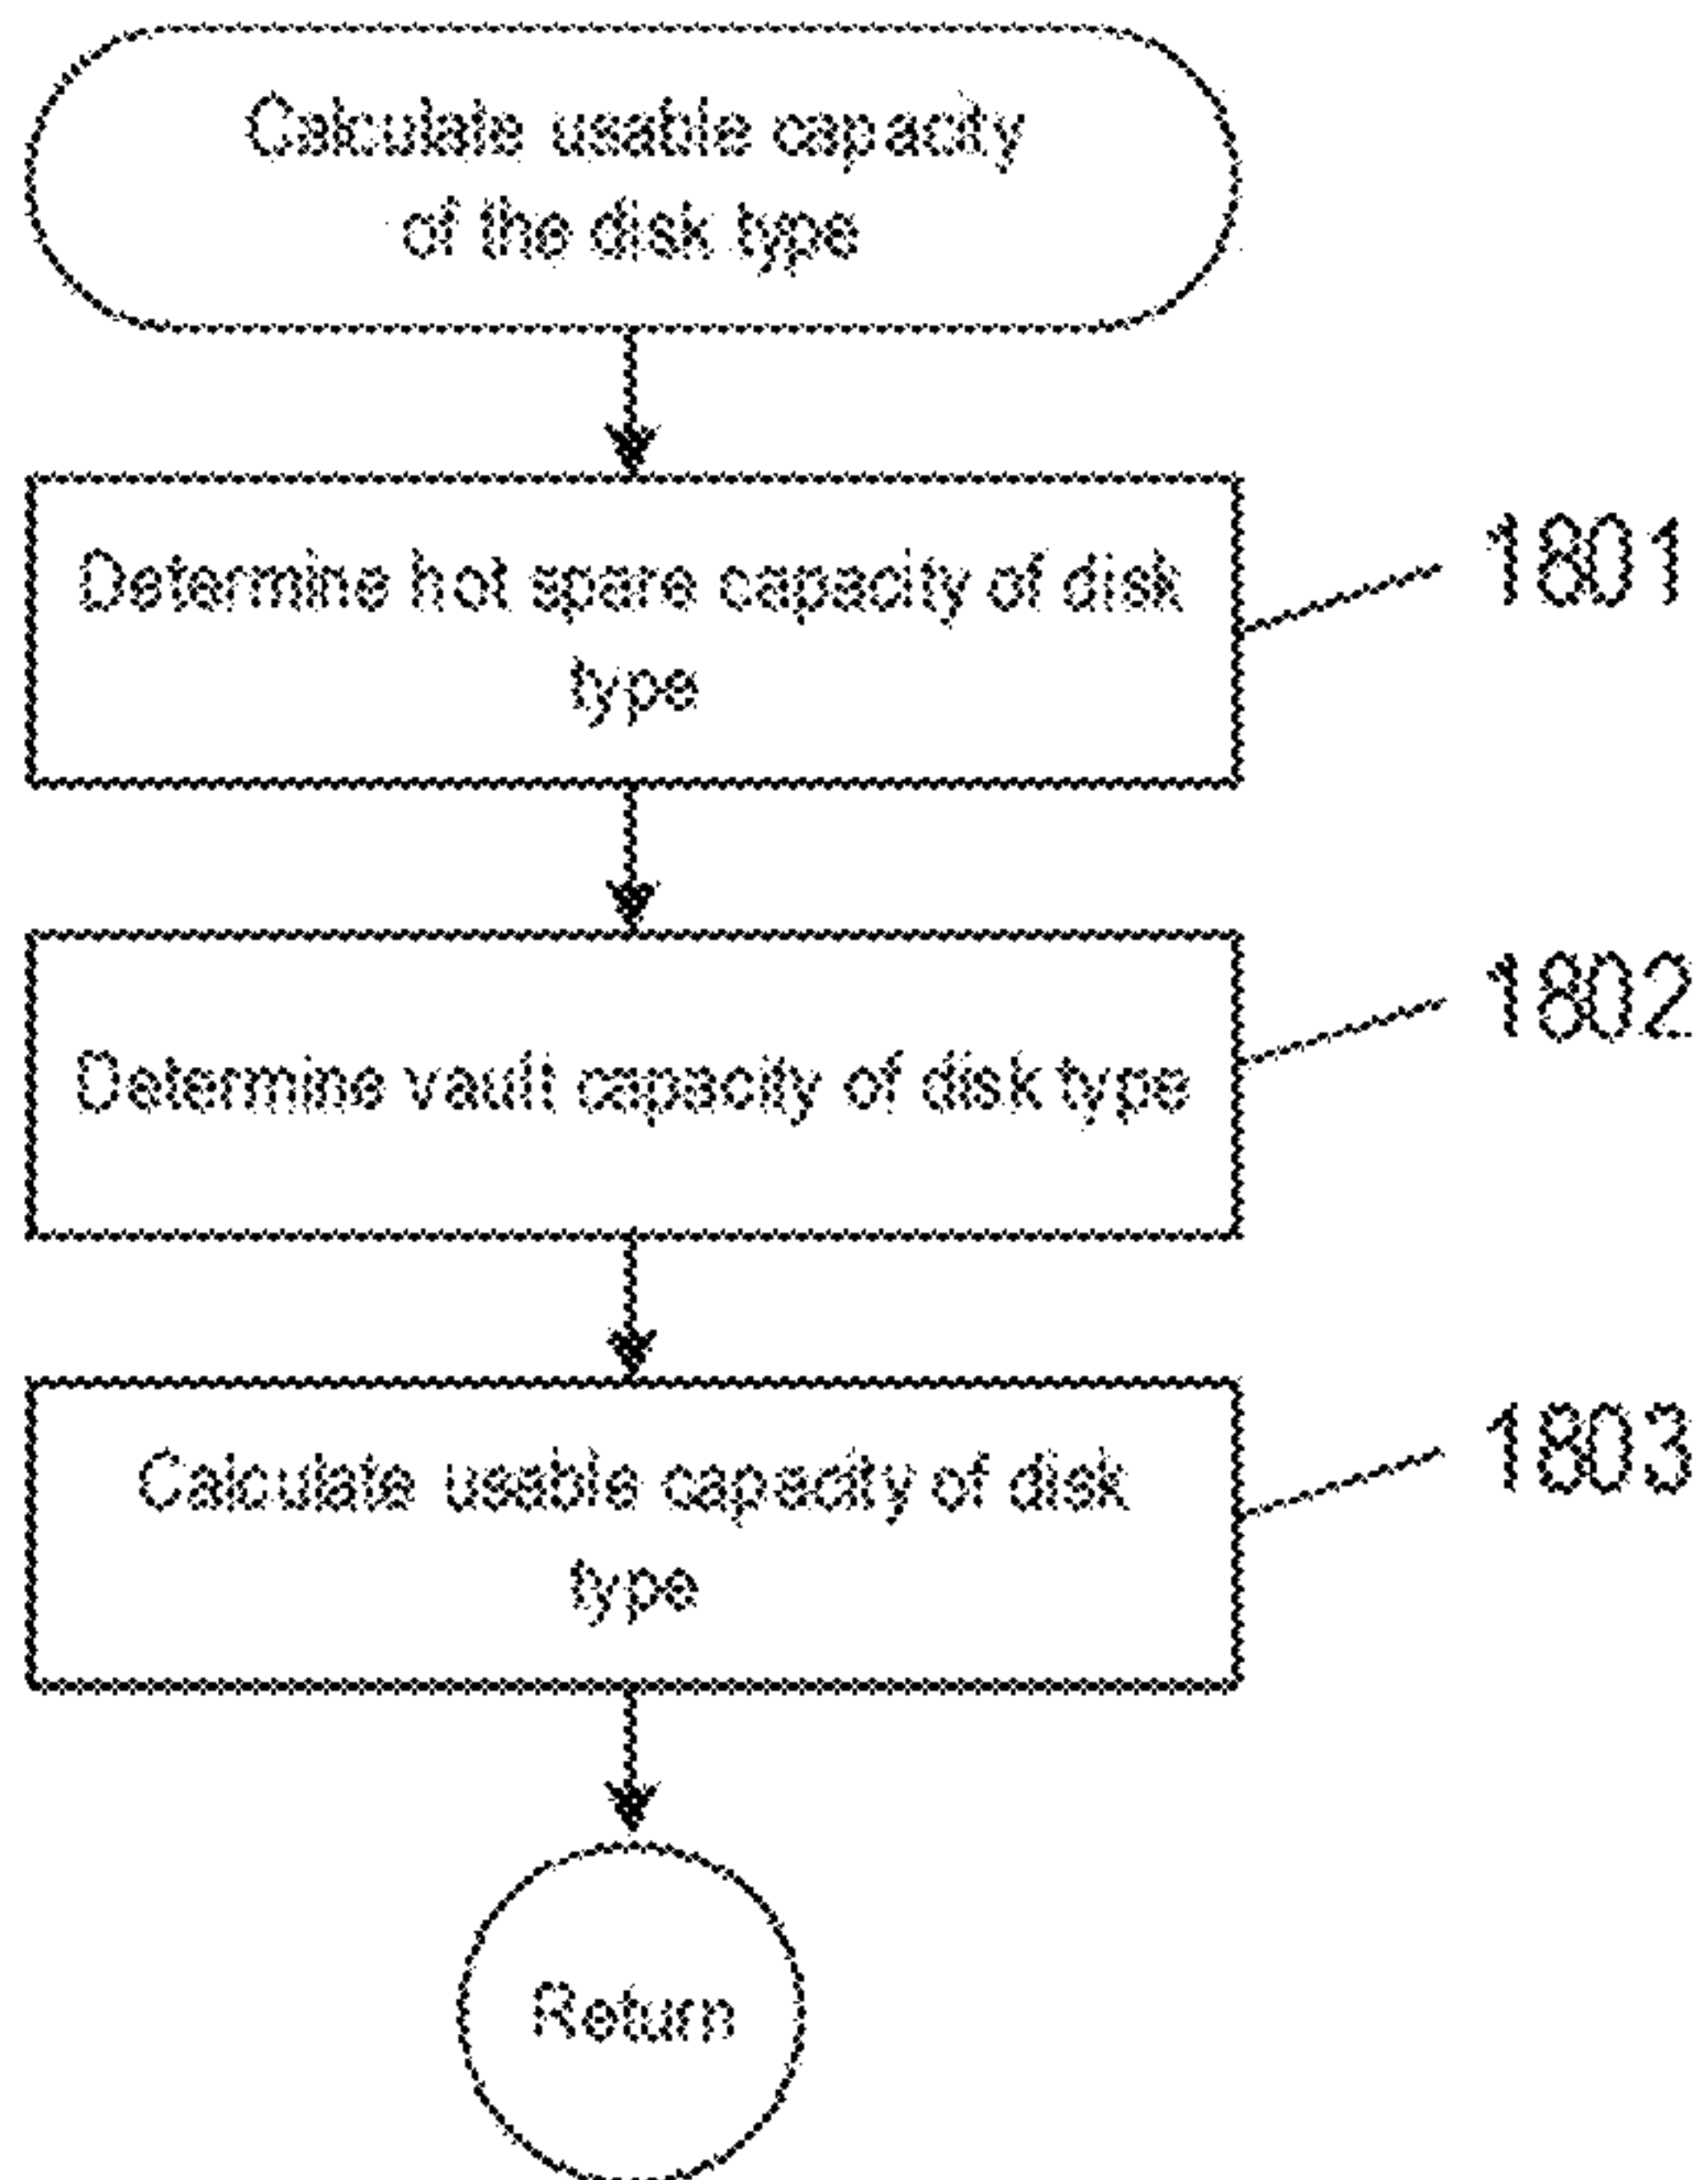 Calculate usable capacity
of the disk type
Determine hot spare capacity of disk
type
1801
Determine vault capacity of disk type
1802
Calculate usable capacity of disk
type
1803
Return